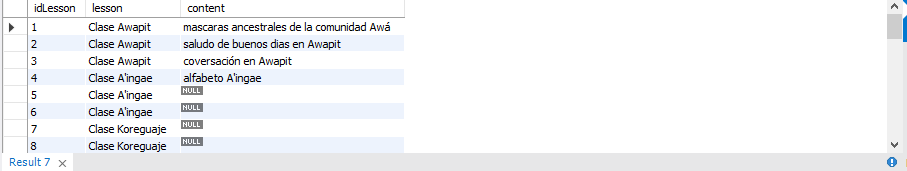 idLesson lesson content
1 Clase Awapit mascaras ancestrales de la comunidad Awá
2 Clase Awapit saludo de buenos dias en Awapit
3 Clase Awapit coversación en Awapit
4 Clase A'ingae alfabeto A'ingae
5 Clase A'ingae NULL
6 Clase A'ingae NULL
7 Clase Koreguaje NULL
8 Clase Koreguaje NULL
Result 7